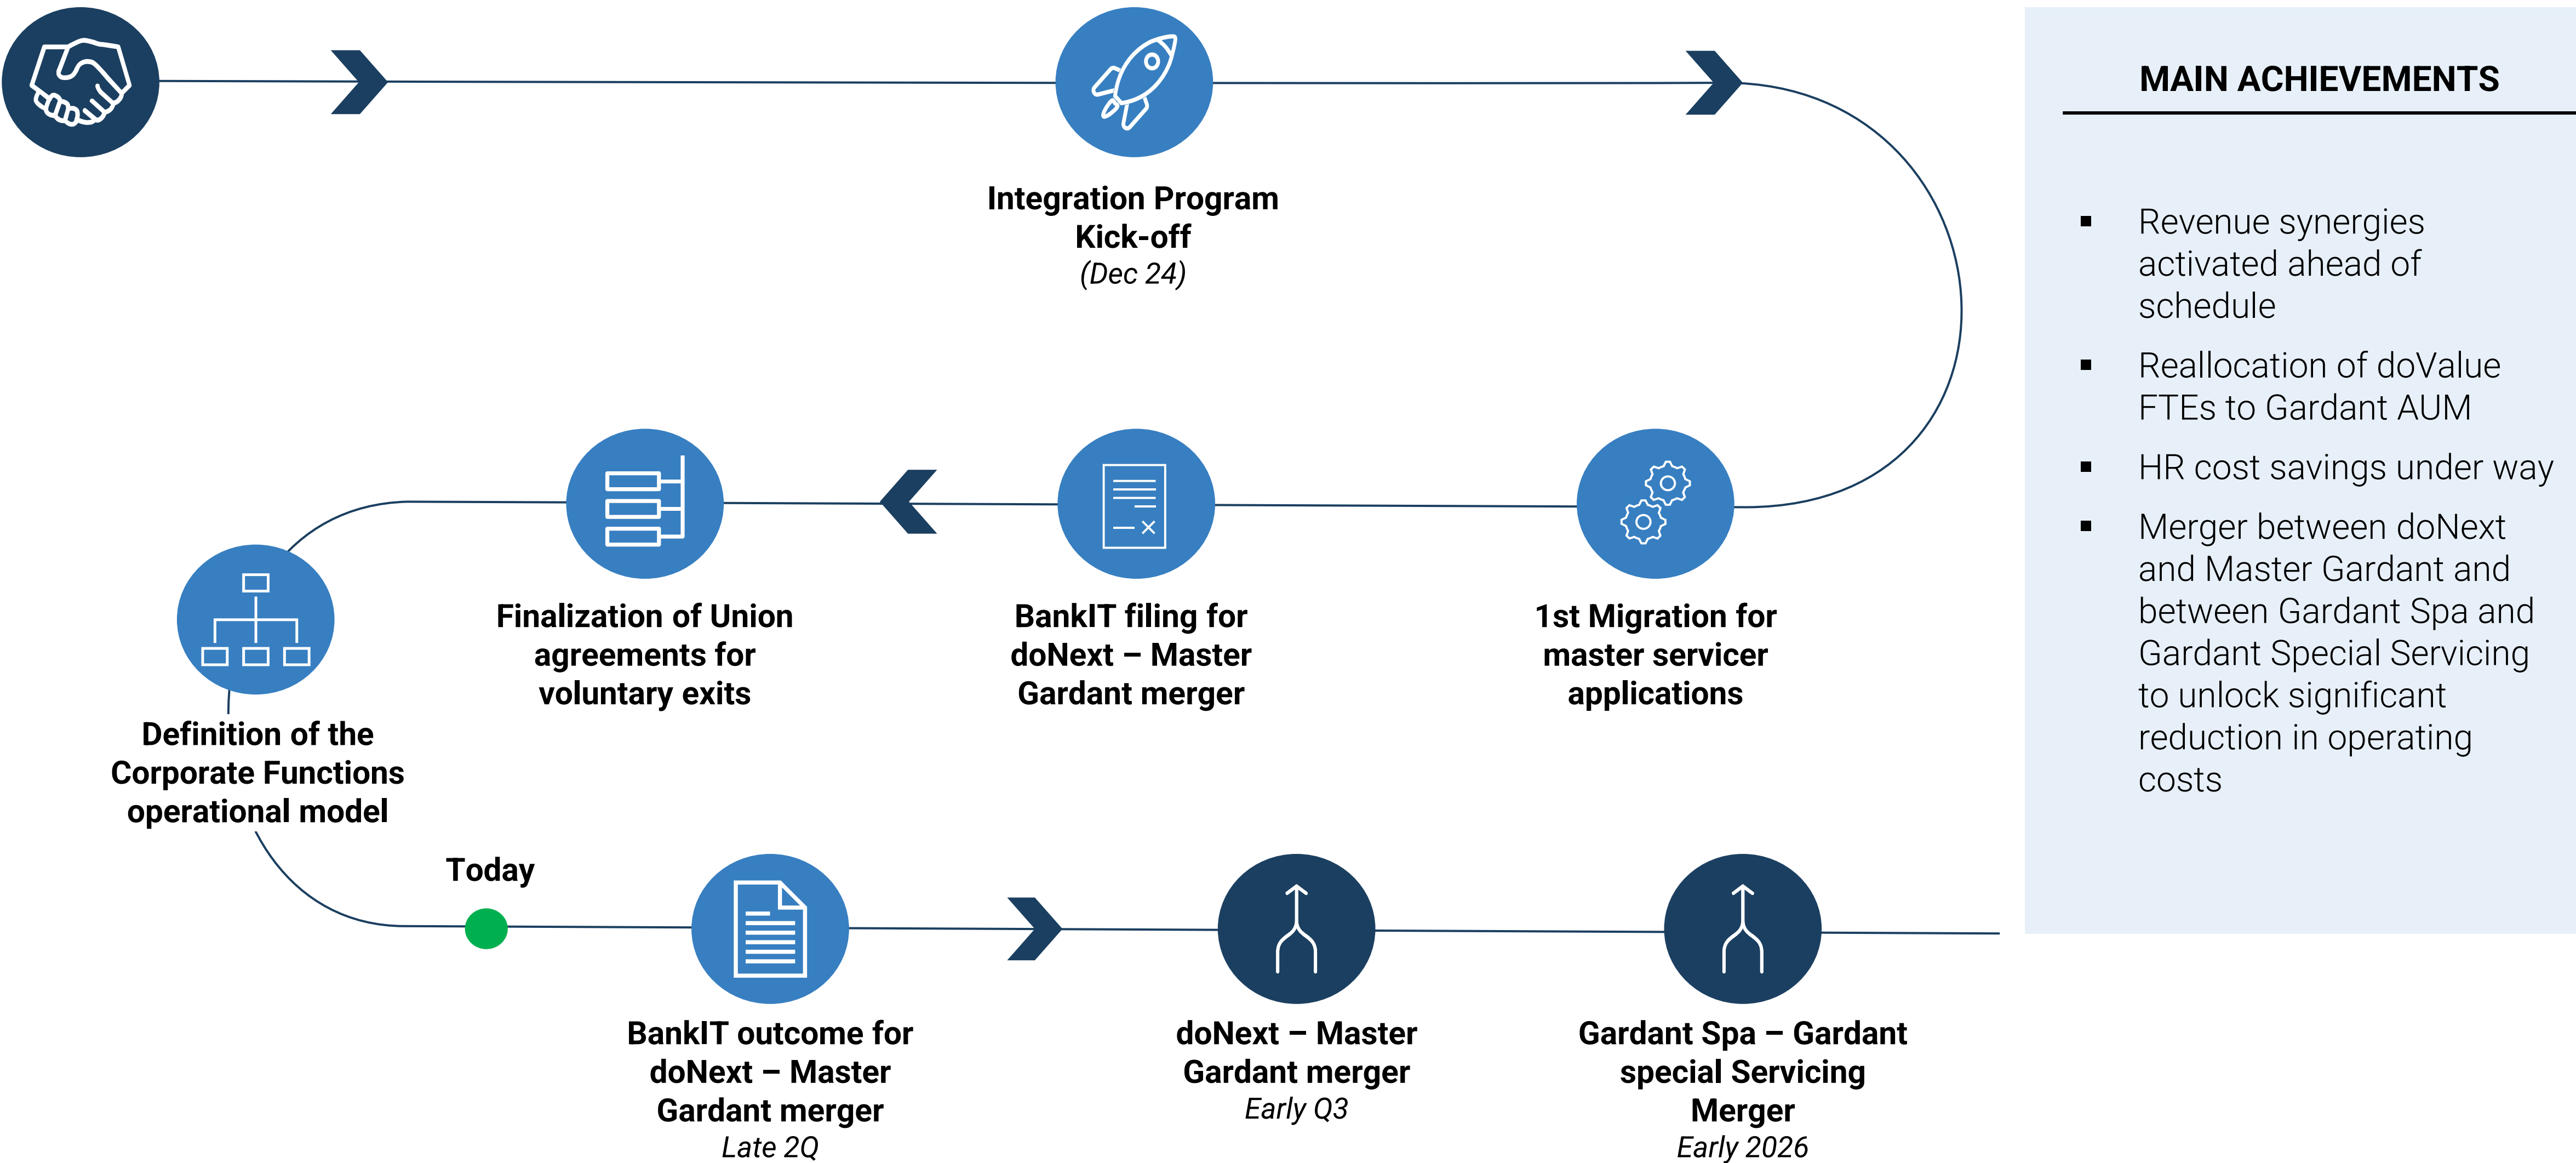 Integration Program
Kick-off
(Dec 24)
1st Migration for
master servicer
applications
BankIT filing for
doNext – Master
Gardant merger
Finalization of Union
agreements for
voluntary exits
Definition of the
Corporate Functions
operational model
Today
BankIT outcome for
doNext – Master
Gardant merger
Late 2Q
doNext – Master
Gardant merger
Early Q3
Gardant Spa – Gardant
special Servicing
Merger
Early 2026
MAIN ACHIEVEMENTS
▪ Revenue synergies
activated ahead of
schedule
▪ Reallocation of doValue
FTEs to Gardant AUM
▪ HR cost savings under way
▪ Merger between doNext
and Master Gardant and
between Gardant Spa and
Gardant Special Servicing
to unlock significant
reduction in operating
costs